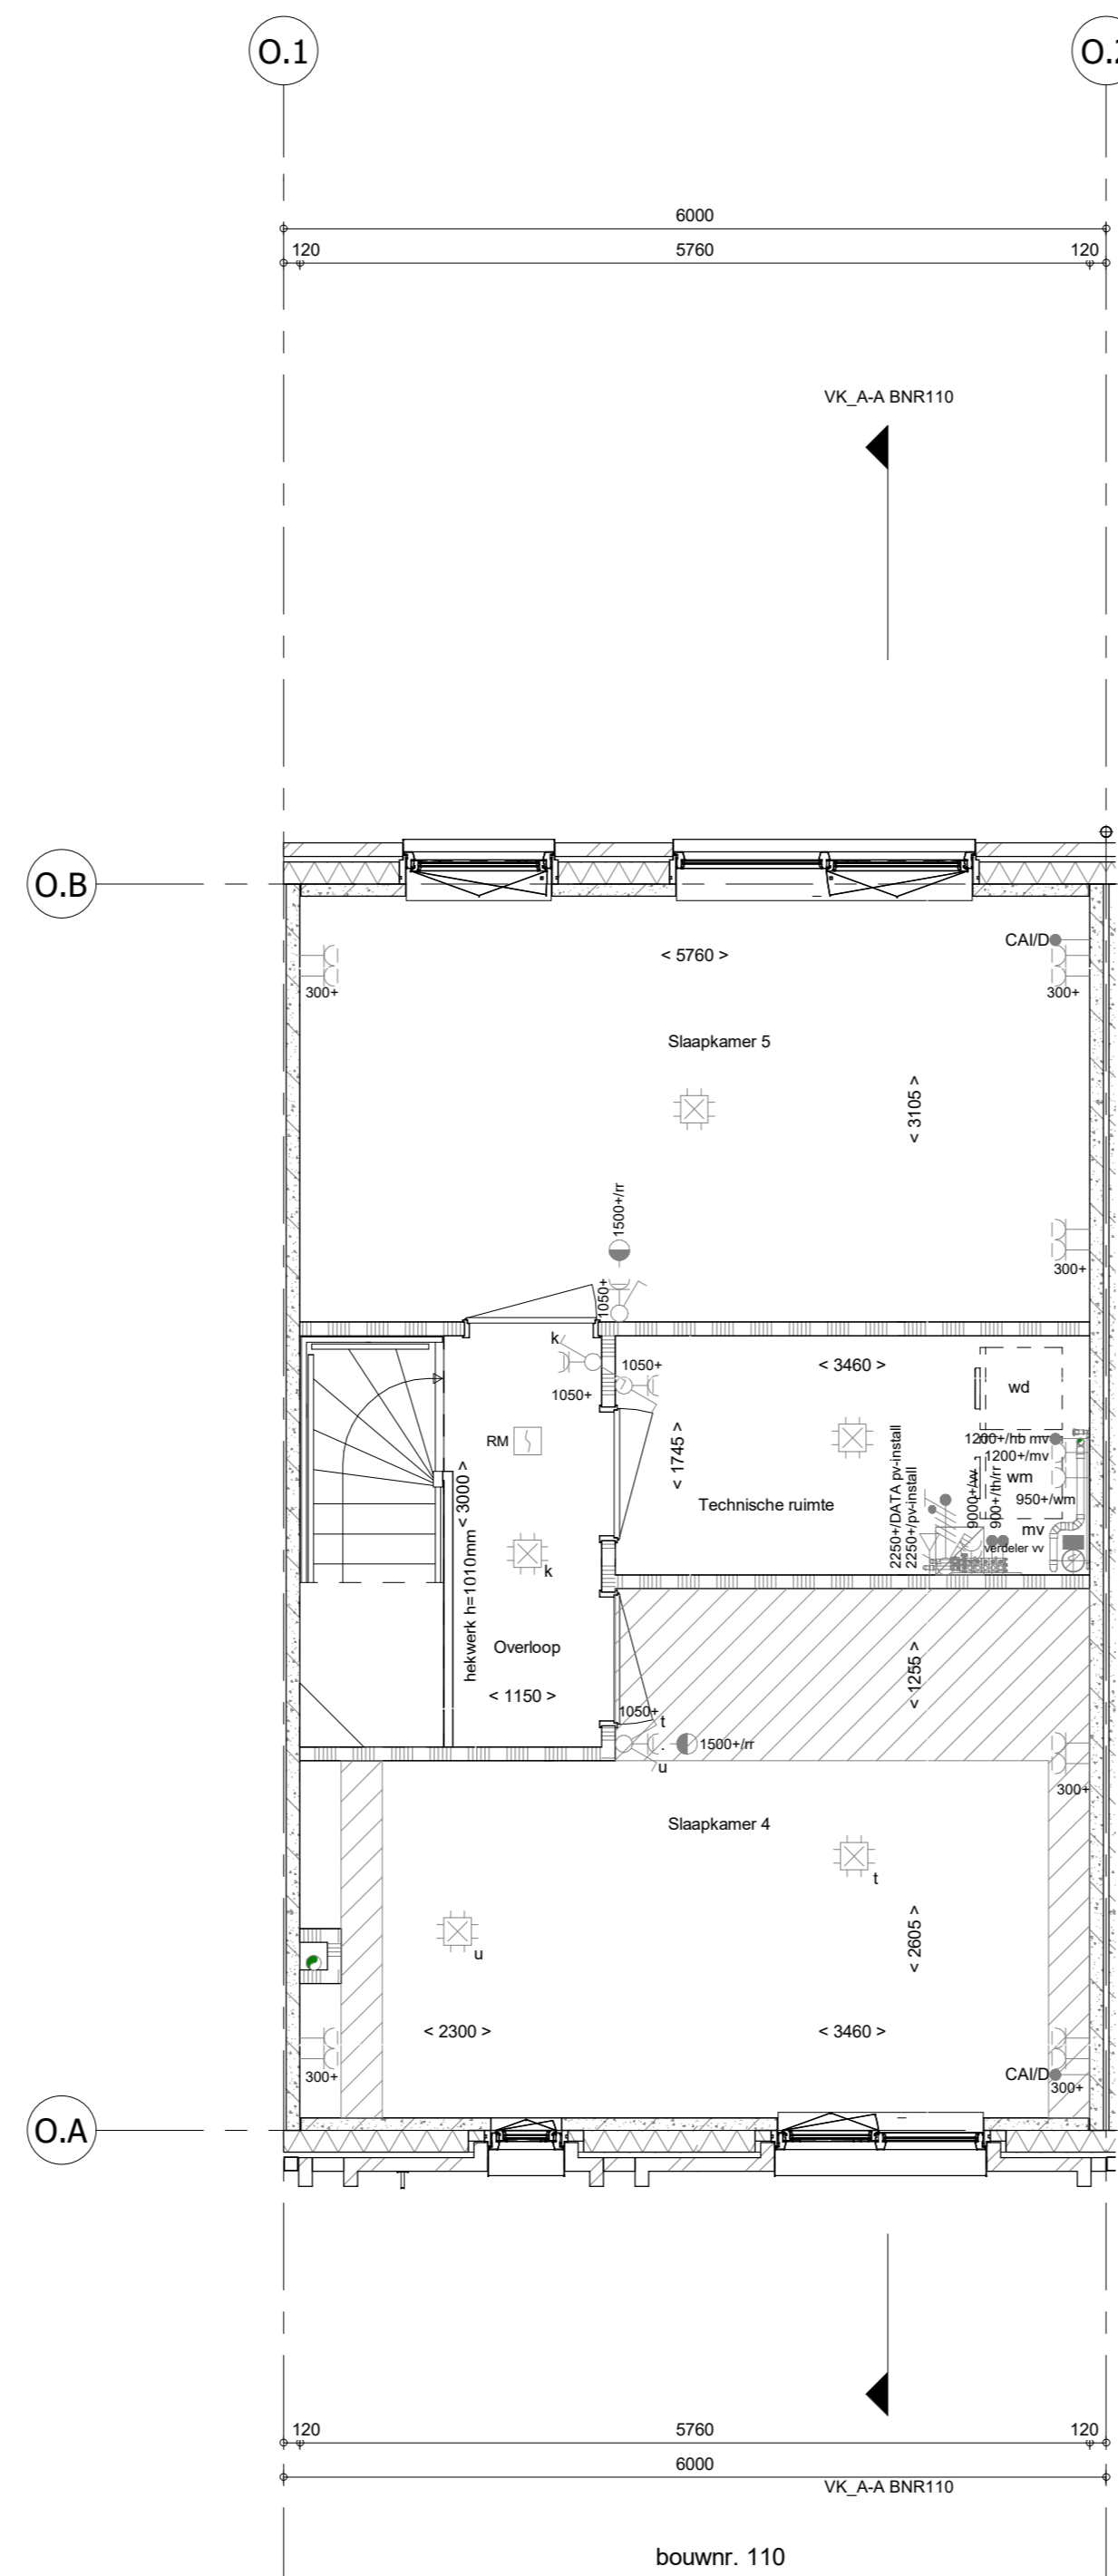 O.1
6000
120 5760 120
VK_A-A BNR110
O.B
CAI/D
< 5760 >
300+ 300+
Slaapkamer 5
< 3105 >
1500+/rr
300+
1050+
k
1050+
1050+
< 3460 >
wd
RM
< 1745 >
1200+/hb mv
1200+/mv
wm
950+/wm
mv
Technische ruimte
2250+/DATA pv-install
2250+/pv-install
9000+/vv
900+/th/rr
verdeler vv
< 3000 >
hekwerk h=1010mm
k
Overloop
< 1150 >
< 1255 >
1050+
t
1500+/rr
u
300+
Slaapkamer 4
t
u
< 2605 >
< 2300 >
< 3460 >
CAI/D
300+
300+
O.A
120 5760 120
6000
VK_A-A BNR110
bouwnr. 110